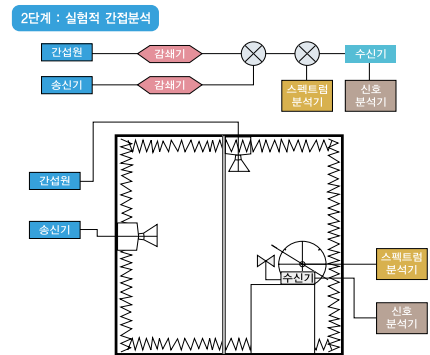 2단계 : 실험적 간접분석
간섭원
감쇄기
수신기
송신기
감쇄기
스펙트럼
분석기
신호
분석기
간섭원
송신기
수신기
스펙트럼
분석기
신호
분석기